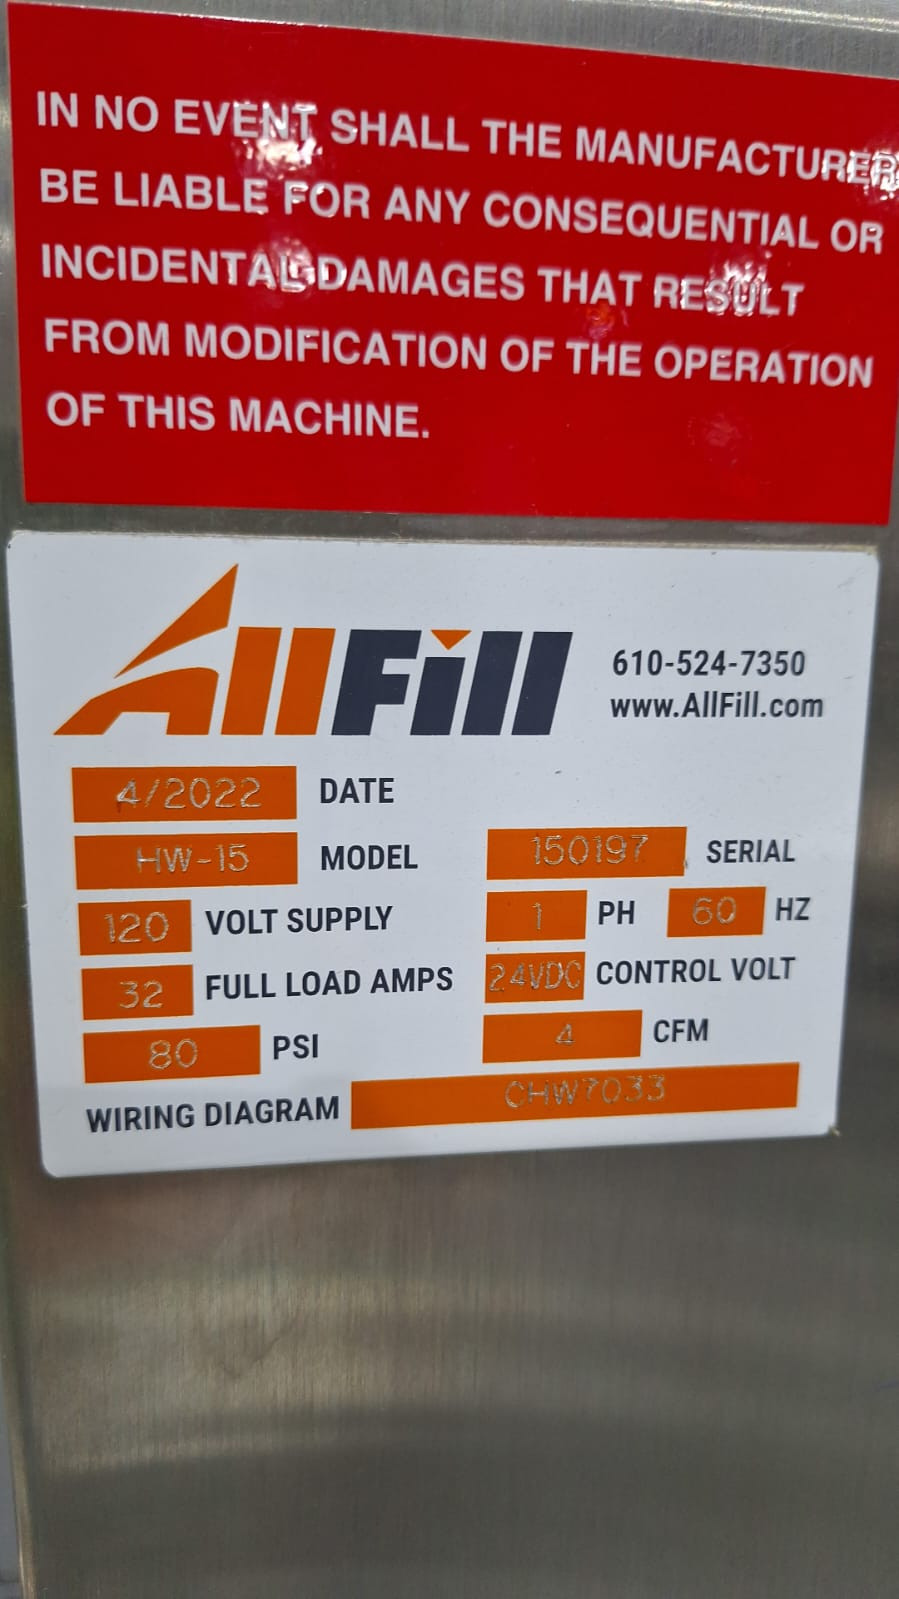 IN NO EVENT SHALL THE MANUFACTURER
BE LIABLE FOR ANY CONSEQUENTIAL OR
INCIDENTAL DAMAGES THAT RESULT
FROM MODIFICATION OF THE OPERATION
OF THIS MACHINE.
AllFill
610-524-7350
www.AllFill.com
4/2022 DATE
HW-15 MODEL 150197 SERIAL
120 VOLT SUPPLY 1 PH 60 HZ
32 FULL LOAD AMPS 24VDC CONTROL VOLT
80 PSI 4 CFM
WIRING DIAGRAM CHW7033